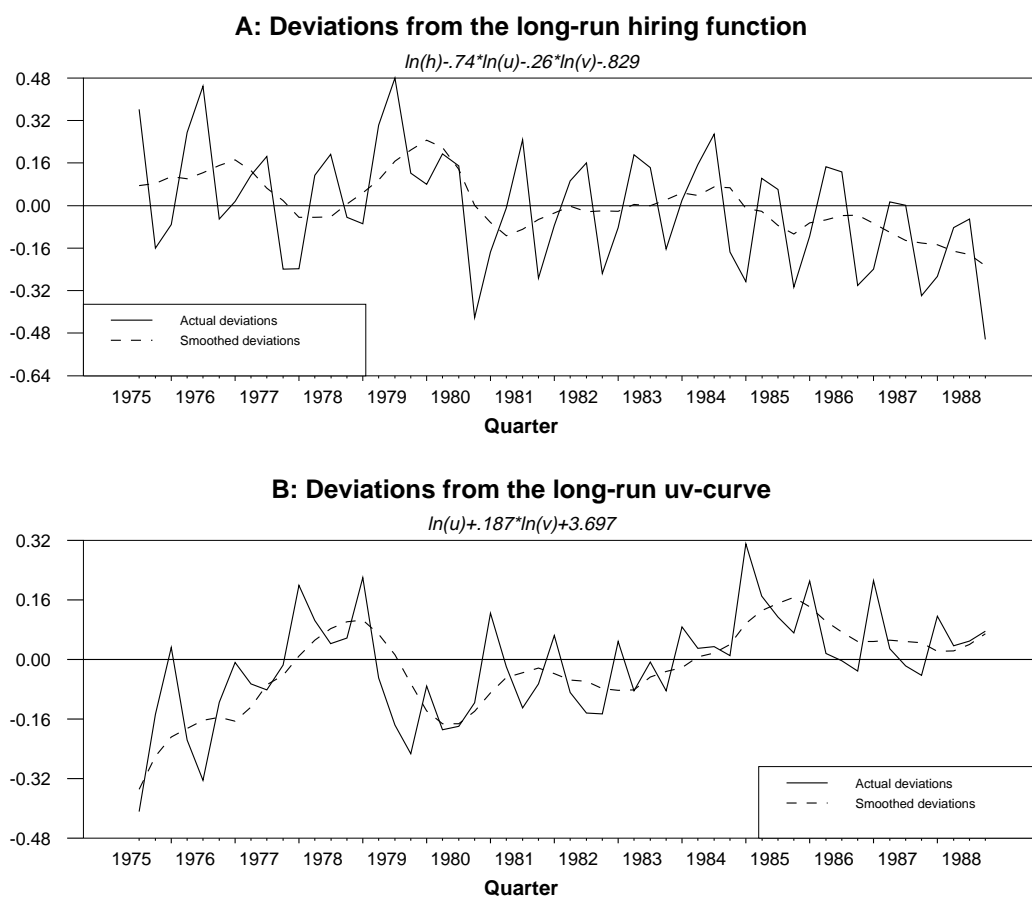 A: Deviations from the long-run hiring function
ln(h)-.74*ln(u)-.26*ln(v)-.829
0.48
0.32
0.16
0.00
-0.16
-0.32
-0.48
-0.64
Actual deviations
Smoothed deviations
1975 1976 1977 1978 1979 1980 1981 1982 1983 1984 1985 1986 1987 1988
Quarter
B: Deviations from the long-run uv-curve
ln(u)+.187*ln(v)+3.697
0.32
0.16
0.00
-0.16
-0.32
-0.48
Actual deviations
Smoothed deviations
1975 1976 1977 1978 1979 1980 1981 1982 1983 1984 1985 1986 1987 1988
Quarter